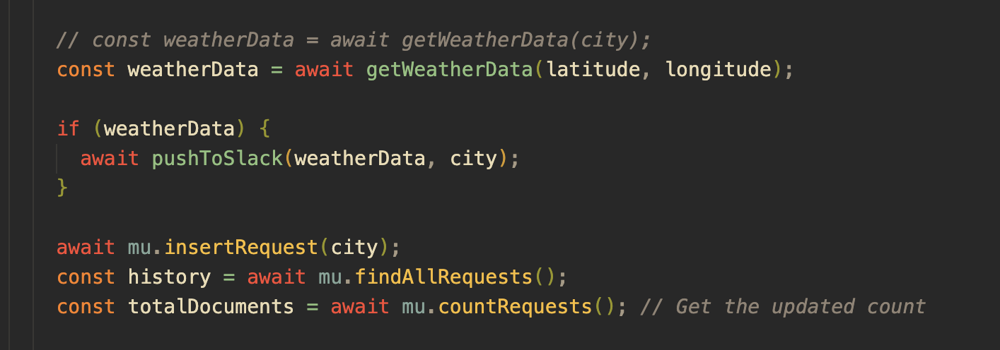 // const weatherData = await getWeatherData(city);
const weatherData = await getWeatherData(latitude, longitude);
if (weatherData) {
await pushToSlack(weatherData, city);
}
await mu.insertRequest(city);
const history = await mu.findAllRequests();
const totalDocuments = await mu.countRequests(); // Get the updated count